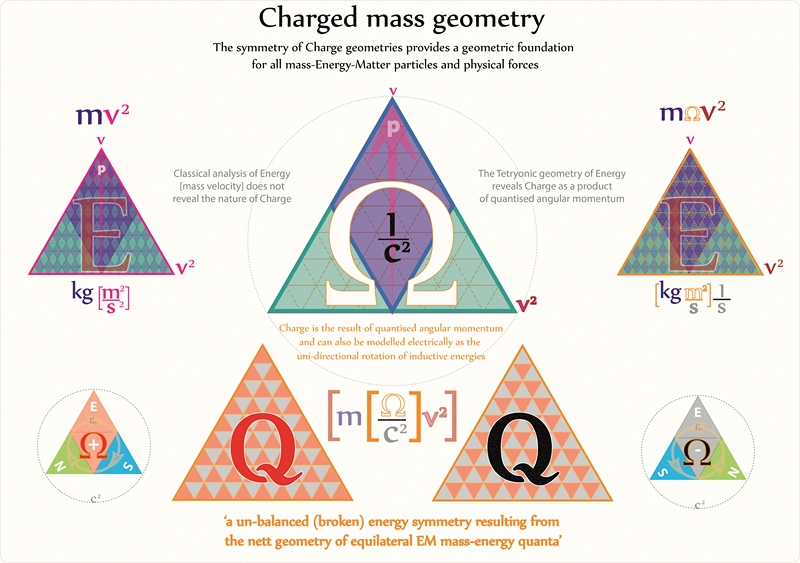 Charged mass geometry
The symmetry of Charge geometries provides a geometric foundation
for all mass-Energy-Matter particles and physical forces
mv²
v
p
E
v²
kg [m²/s²]
Classical analysis of Energy
[mass velocity] does not
reveal the nature of Charge
v
p
Ω
1/c²
v²
The Tetryonic geometry of Energy
reveals Charge as a product
of quantised angular momentum
mΩv²
v
E
v²
[kg m²/s] 1/s
Charge is the result of quantised angular momentum
and can also be modelled electrically as the
uni-directional rotation of inductive energies
Q
[m[Ω/c²]v²]
Q
E
ε₀
Ω
+
N
S
c²
E
ε₀
Ω
-
S
N
c²
'a un-balanced (broken) energy symmetry resulting from
the nett geometry of equilateral EM mass-energy quanta'